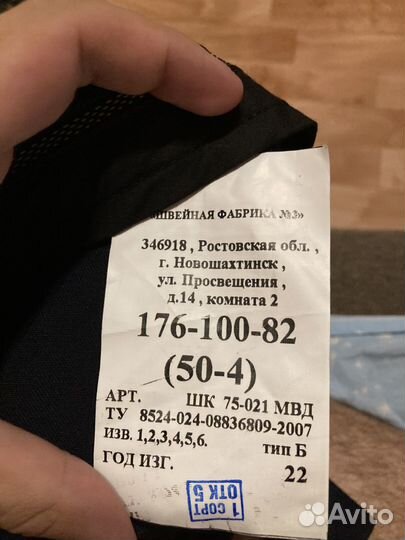 «ШВЕЙНАЯ ФАБРИКА №3»
346918 , Ростовская обл. ,
г. Новошахтинск ,
ул. Просвещения ,
д.14 , комната 2
176-100-82
(50-4)
АРТ. ШК 75-021 МВД
ТУ 8524-024-08836809-2007
ИЗВ. 1,2,3,4,5,6. тип Б
ГОД ИЗГ. 22
1 СОРТ
ОТК 5
Avito